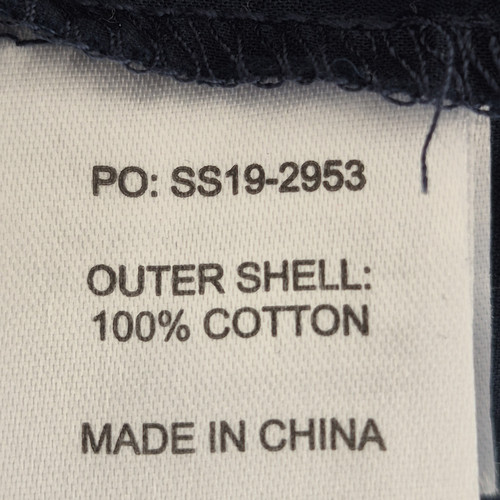 PO: SS19-2953
OUTER SHELL:
100% COTTON
MADE IN CHINA